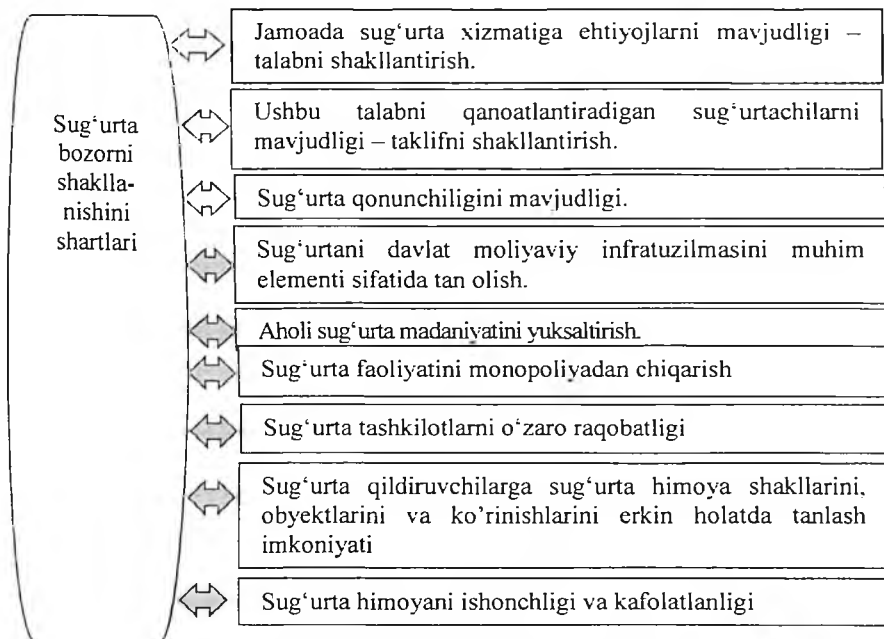 Sug‘urta
bozorni
shaklla-
nishini
shartlari
Jamoada sug‘urta xizmatiga ehtiyojlarni mavjudligi –
talabni shakllantirish.
Ushbu talabni qanoatlantiradigan sug‘urtachilarni
mavjudligi – taklifni shakllantirish.
Sug‘urta qonunchiligini mavjudligi.
Sug‘urtani davlat moliyaviy infratuzilmasini muhim
elementi sifatida tan olish.
Aholi sug‘urta madaniyatini yuksaltirish.
Sug‘urta faoliyatini monopoliyadan chiqarish
Sug‘urta tashkilotlarni o‘zaro raqobatligi
Sug‘urta qildiruvchilarga sug‘urta himoya shakllarini,
obyektlarini va ko’rinishlarini erkin holatda tanlash
imkoniyati
Sug‘urta himoyani ishonchligi va kafolatlanligi